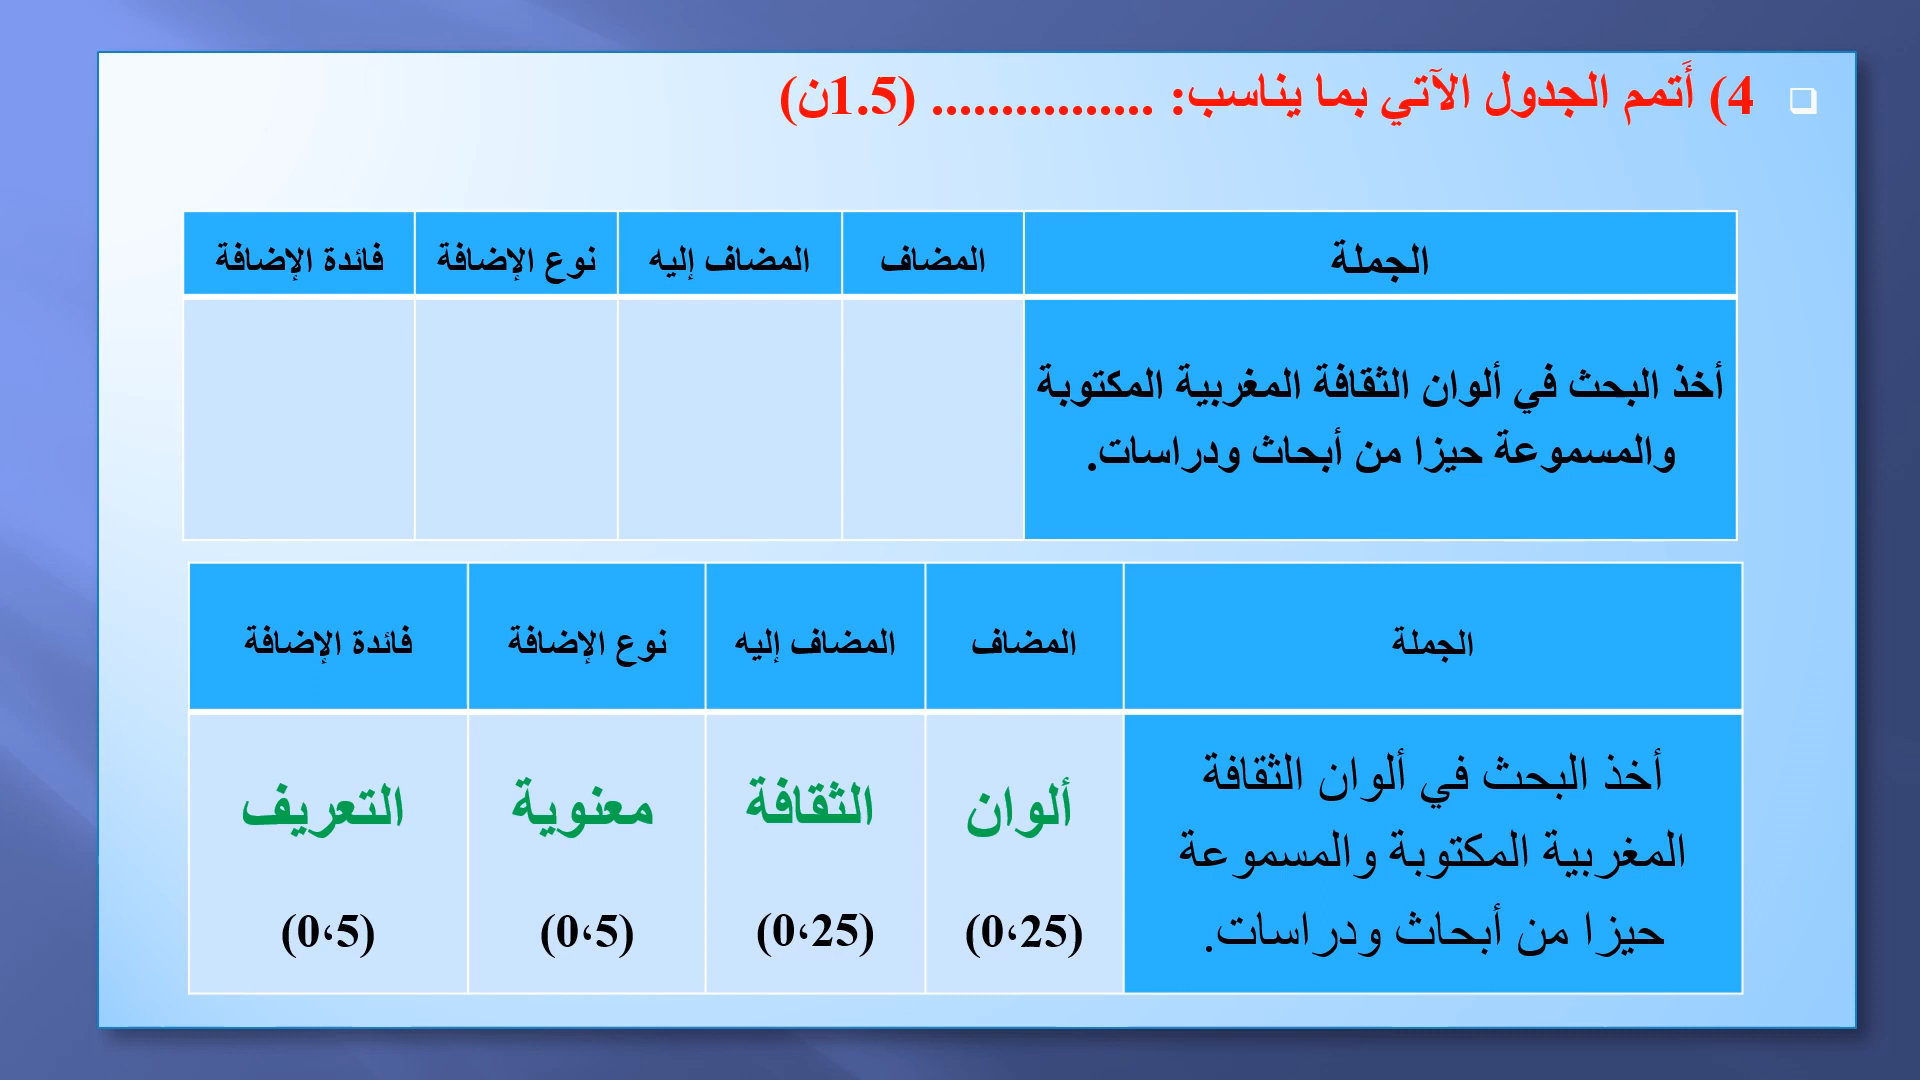 4) أَتمم الجدول الآتي بما يناسب: ................ (1.5ن)
الجملة المضاف المضاف إليه نوع الإضافة فائدة الإضافة
أخذ البحث في ألوان الثقافة المغربية المكتوبة
والمسموعة حيزا من أبحاث ودراسات.
الجملة المضاف المضاف إليه نوع الإضافة فائدة الإضافة
أخذ البحث في ألوان الثقافة
المغربية المكتوبة والمسموعة
حيزا من أبحاث ودراسات.
ألوان
(0،25)
الثقافة
(0،25)
معنوية
(0،5)
التعريف
(0،5)